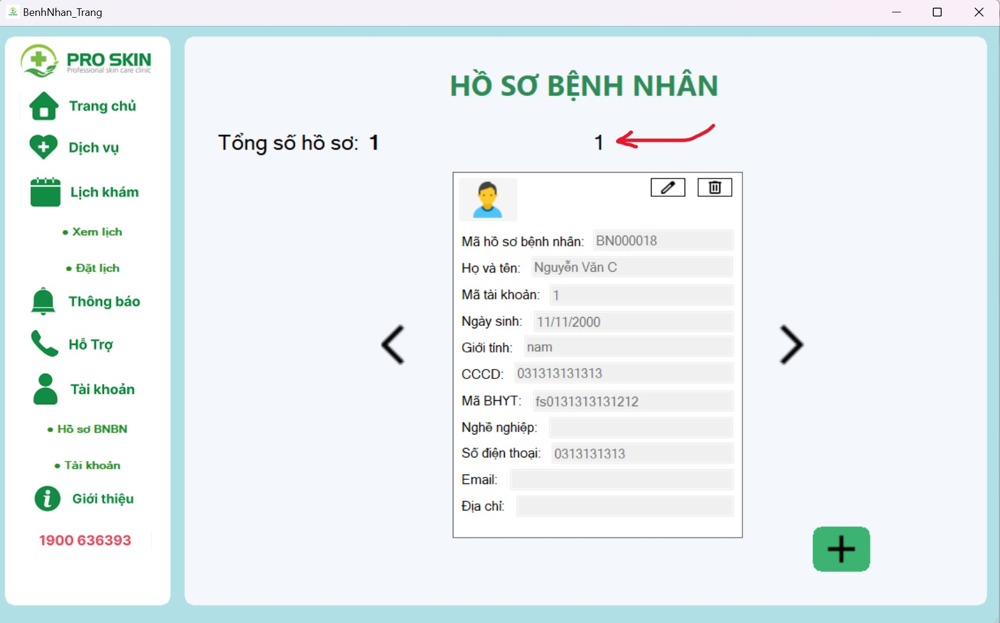 BenhNhan_Trang
PRO SKIN
Professional skin care clinic
Trang chủ
Dịch vụ
Lịch khám
• Xem lịch
• Đặt lịch
Thông báo
Hỗ Trợ
Tài khoản
• Hồ sơ BNBN
• Tài khoản
Giới thiệu
1900 636393
HỒ SƠ BỆNH NHÂN
Tổng số hồ sơ: 1
1
Mã hồ sơ bệnh nhân: BN000018
Họ và tên: Nguyễn Văn C
Mã tài khoản: 1
Ngày sinh: 11/11/2000
Giới tính: nam
CCCD: 031313131313
Mã BHYT: fs0131313131212
Nghề nghiệp:
Số điện thoại: 0313131313
Email:
Địa chỉ: